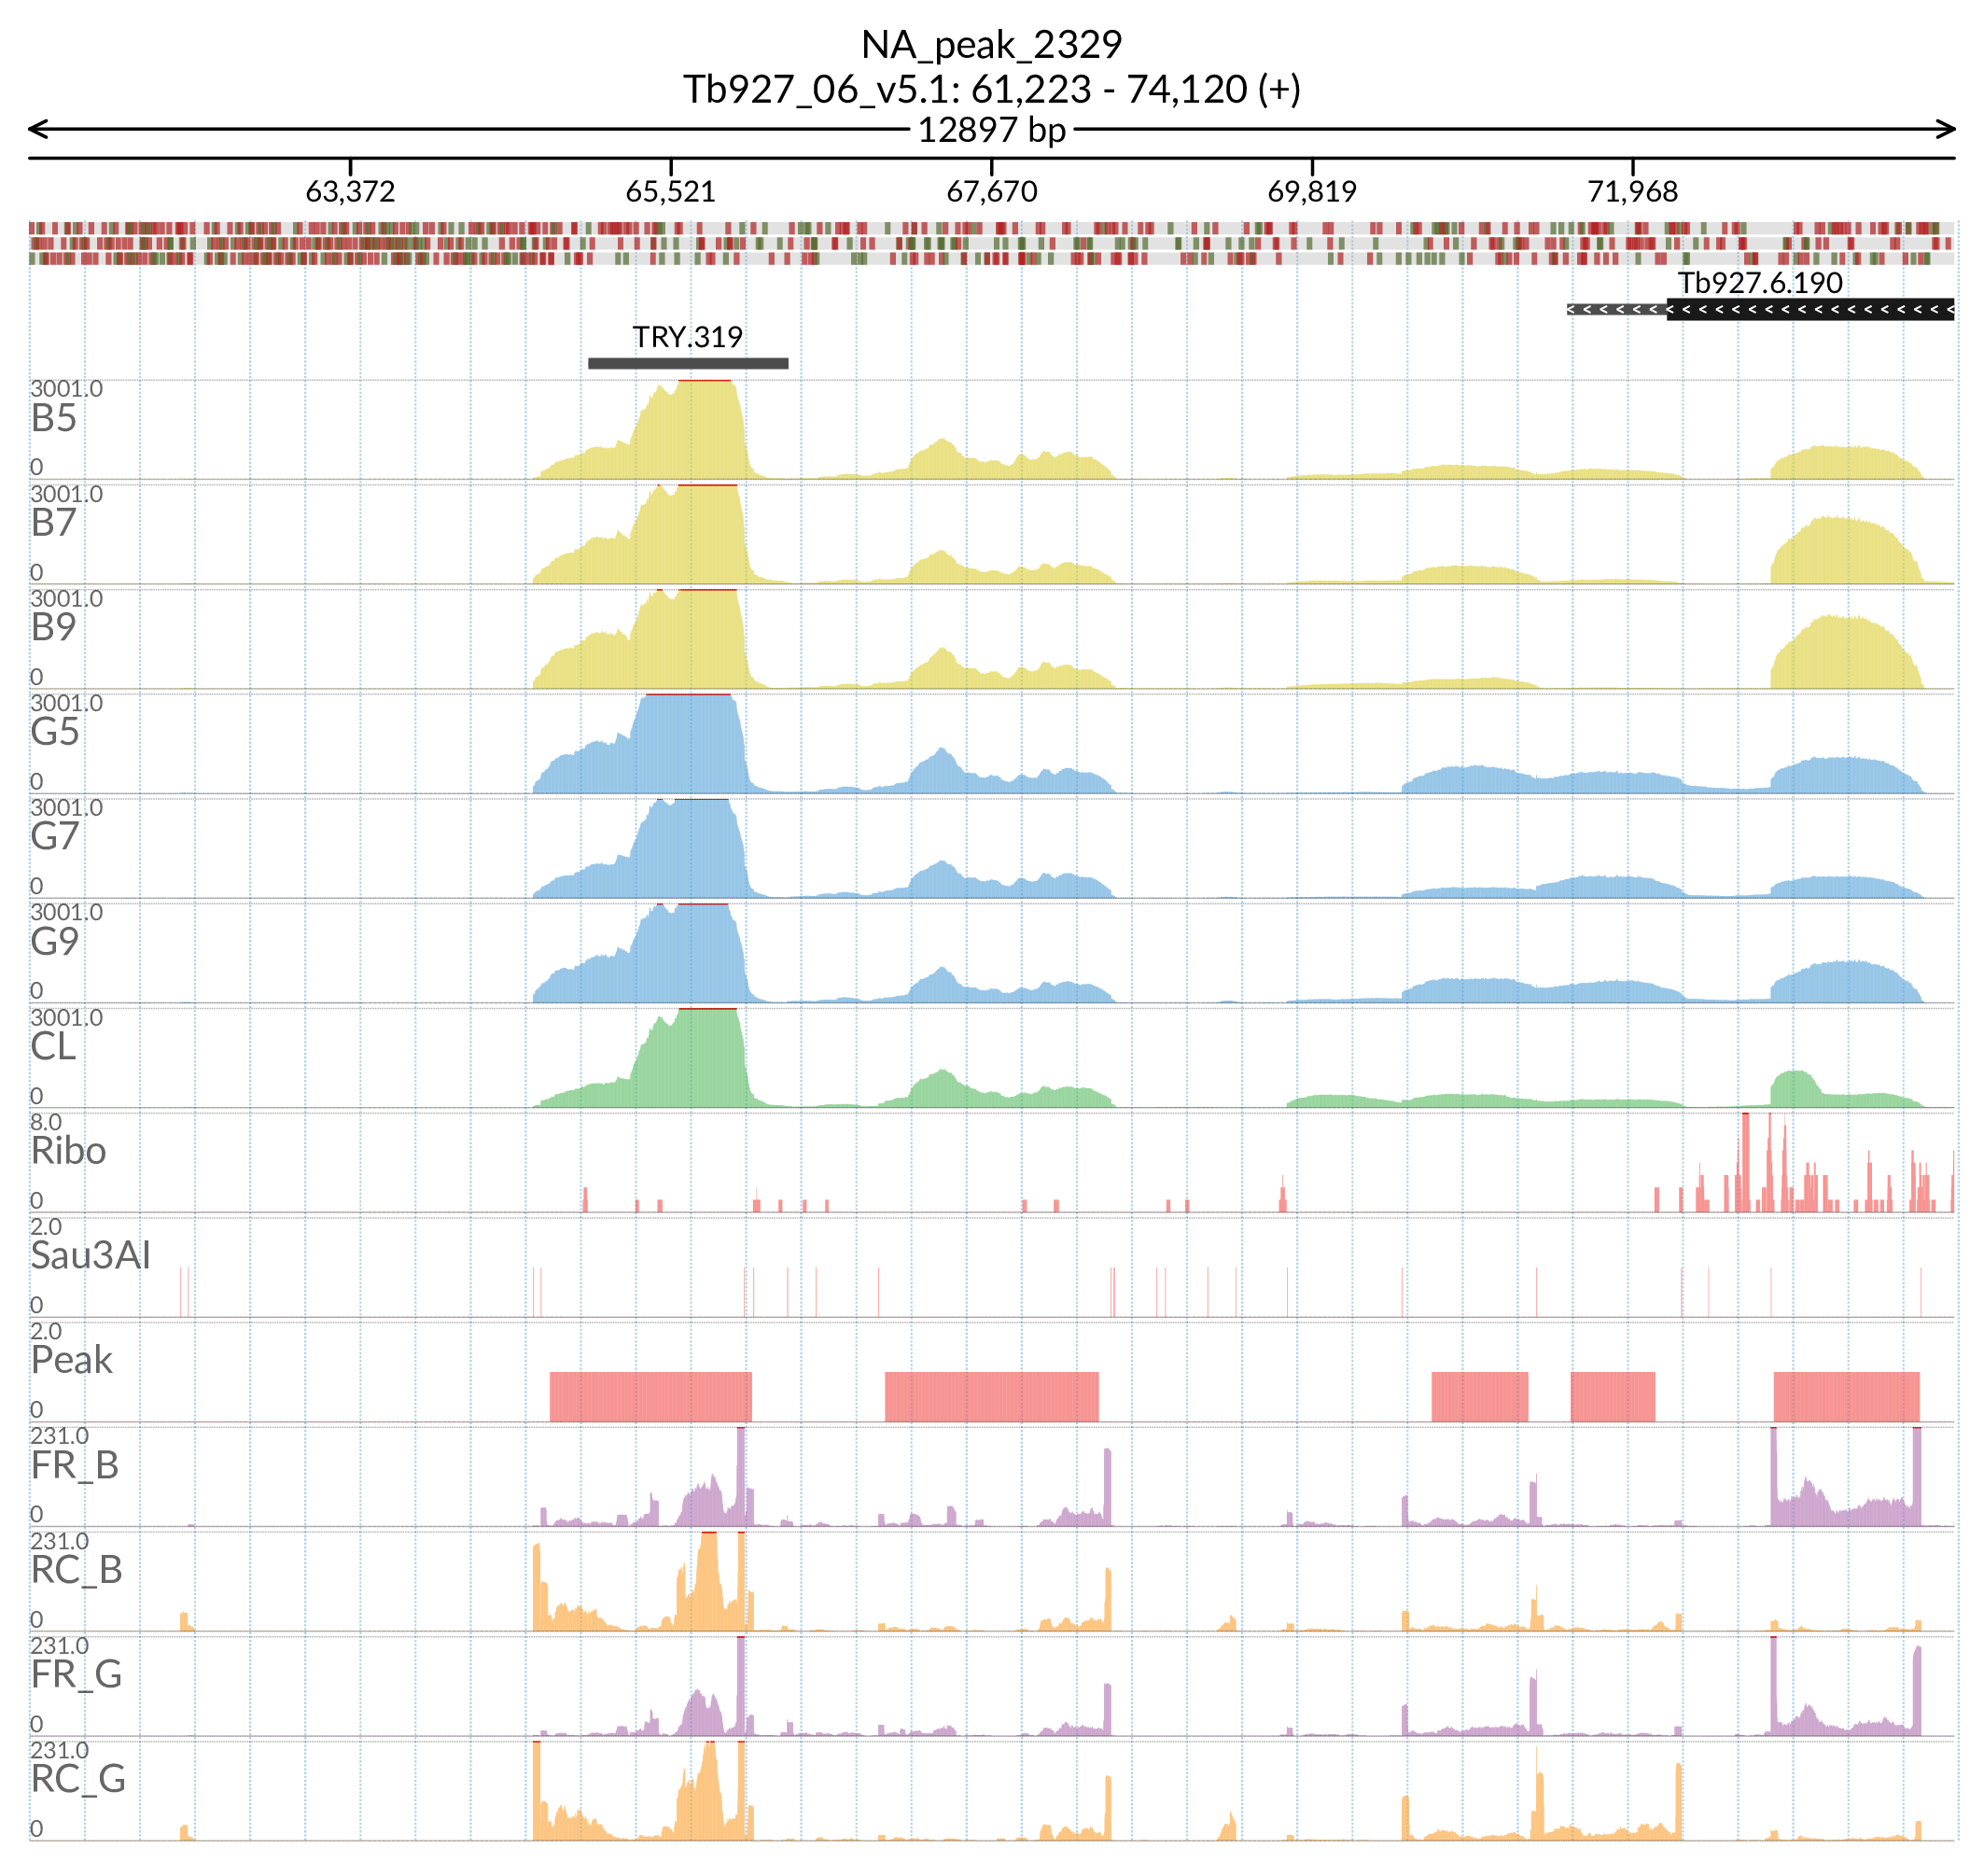 NA_peak_2329
Tb927_06_v5.1: 61,223 - 74,120 (+)
12897 bp
63,372 65,521 67,670 69,819 71,968
Tb927.6.190
TRY.319
3001.0
B5
0
3001.0
B7
0
3001.0
B9
0
3001.0
G5
0
3001.0
G7
0
3001.0
G9
0
3001.0
CL
0
8.0
Ribo
0
2.0
Sau3AI
0
2.0
Peak
0
231.0
FR_B
0
231.0
RC_B
0
231.0
FR_G
0
231.0
RC_G
0